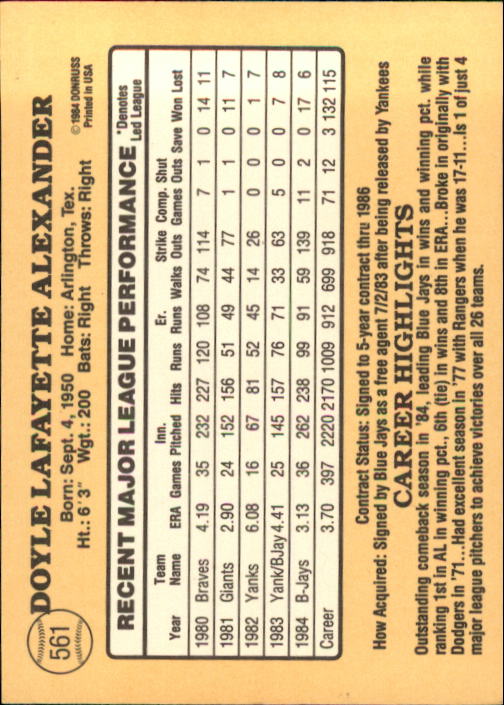 561
DOYLE LAFAYETTE ALEXANDER
Born: Sept. 4, 1950 Home: Arlington, Tex.
Ht.: 6'3" Wgt.: 200 Bats: Right Throws: Right
©1984 DONRUSS
Printed in USA
RECENT MAJOR LEAGUE PERFORMANCE
*Denotes
Led League
Team Inn. Er. Strike Comp. Shut
Year Name ERA Games Pitched Hits Runs Runs Walks Outs Games Outs Save Won Lost
1980 Braves 4.19 35 232 227 120 108 74 114 7 1 0 14 11
1981 Giants 2.90 24 152 156 51 49 44 77 1 1 0 11 7
1982 Yanks 6.08 16 67 81 52 45 14 26 0 0 0 1 7
1983 Yank/BJay 4.41 25 145 157 76 71 33 63 5 0 0 7 8
1984 B-Jays 3.13 36 262 238 99 91 59 139 11 2 0 17 6
Career 3.70 397 2220 2170 1009 912 699 918 71 12 3 132 115
Contract Status: Signed to 5-year contract thru 1986
How Acquired: Signed by Blue Jays as a free agent 7/2/83 after being released by Yankees
CAREER HIGHLIGHTS
Outstanding comeback season in '84, leading Blue Jays in wins and winning pct. while
ranking 1st in AL in winning pct., 6th (tie) in wins and 8th in ERA...Broke in originally with
Dodgers in '71...Had excellent season in '77 with Rangers when he was 17-11...Is 1 of just 4
major league pitchers to achieve victories over all 26 teams.